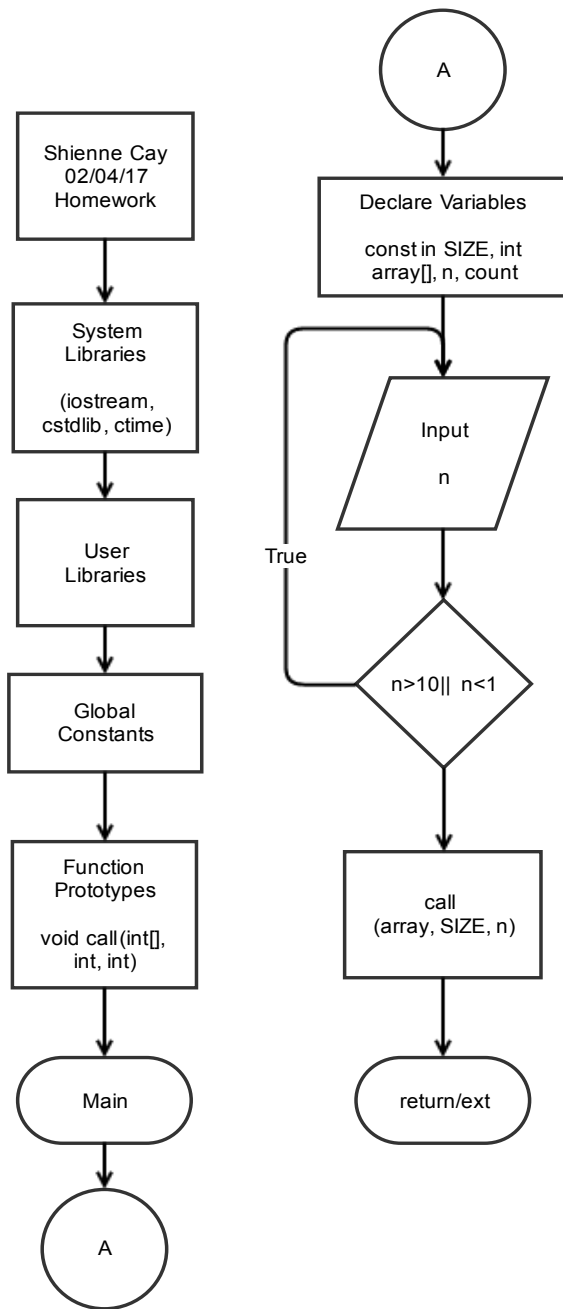 Shienne Cay
02/04/17
Homework
System
Libraries
(iostream,
cstdlib, ctime)
User
Libraries
Global
Constants
Function
Prototypes
void call(int[],
int, int)
Main
A
A
Declare Variables
const in SIZE, int
array[], n, count
Input
n
True
n>10|| n<1
call
(array, SIZE, n)
return/ext